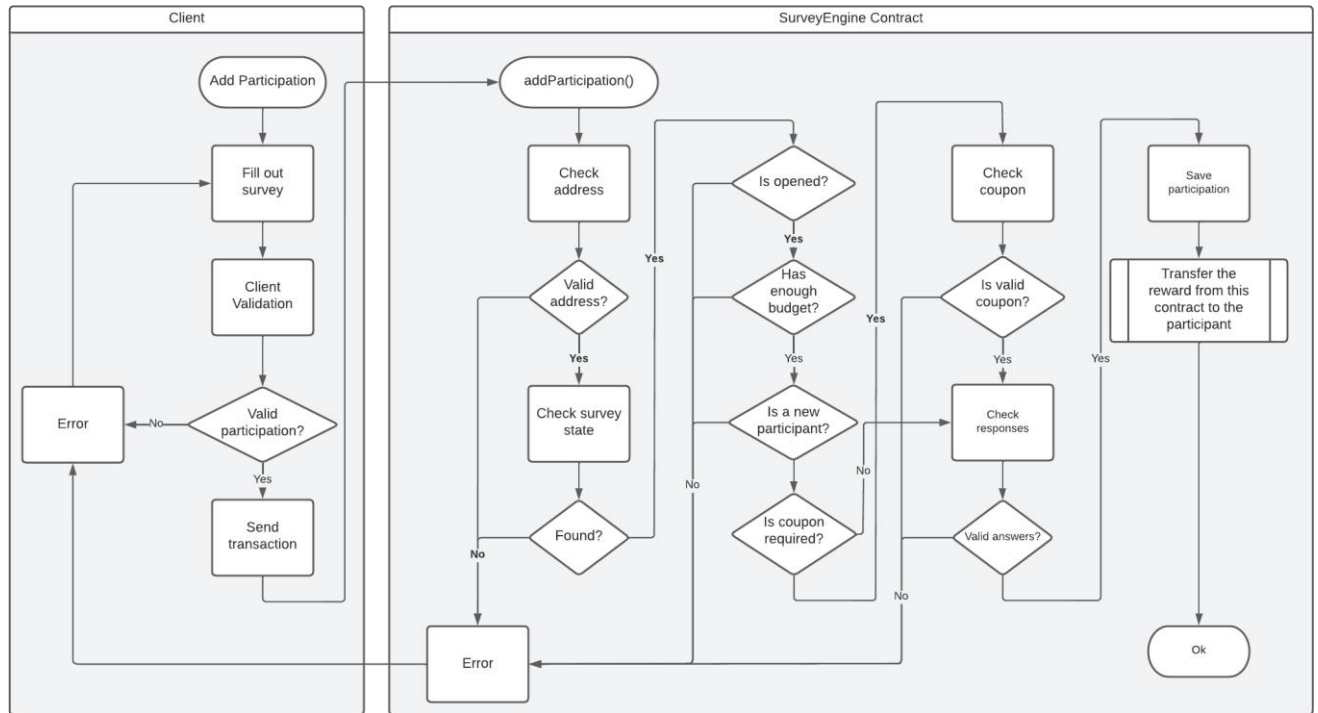 Client
Add Participation
Fill out
survey
Client
Validation
Valid
participation?
No
Error
Yes
Send
transaction
SurveyEngine Contract
addParticipation()
Check
address
Valid
address?
Yes
Check survey
state
Found?
No
Error
Yes
Is opened?
Yes
Has
enough
budget?
Yes
Is a new
participant?
No
Is coupon
required?
No
Yes
Check
coupon
Is valid
coupon?
Yes
Check
responses
Valid answers?
No
Yes
Save
participation
Transfer the
reward from this
contract to the
participant
Ok